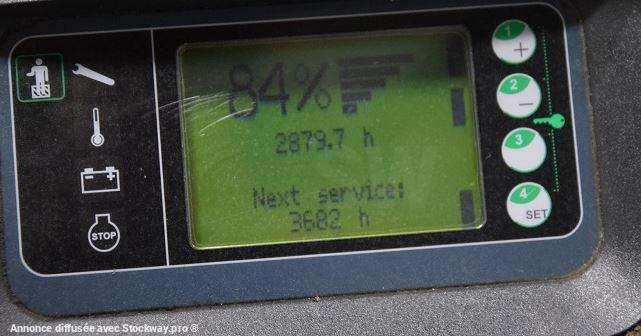 84%
2879.7 h
Next service:
3682 h
STOP
1
+
2
−
3
4
SET
Annonce diffusée avec Stockway.pro ®